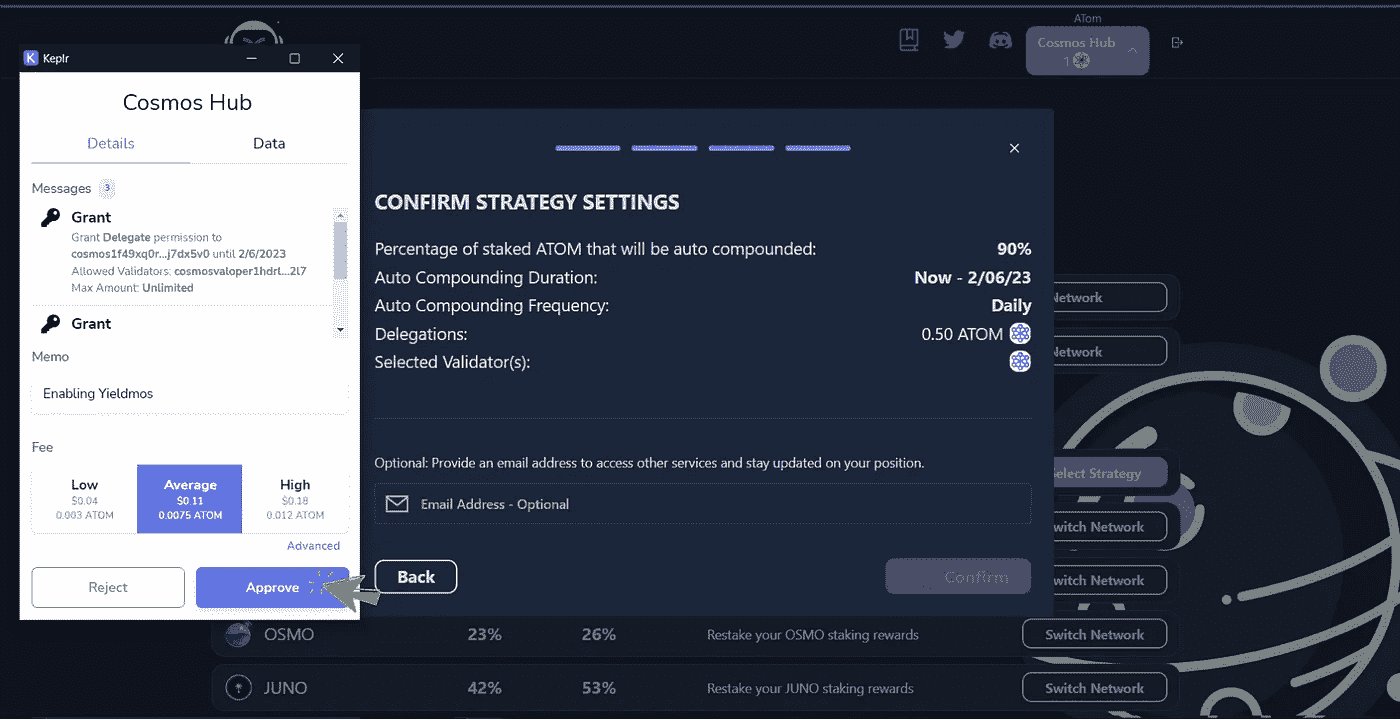 ATom
Cosmos Hub
1
Keplr
Cosmos Hub
Details
Data
Messages 3
Grant
Grant Delegate permission to
cosmos1f49xq0r...j7dx5v0 until 2/6/2023
Allowed Validators: cosmosvaloper1hdrl...2l7
Max Amount: Unlimited
Grant
Memo
Enabling Yieldmos
Fee
Low
$0.04
0.003 ATOM
Average
$0.11
0.0075 ATOM
High
$0.18
0.012 ATOM
Advanced
Reject
Approve
CONFIRM STRATEGY SETTINGS
Percentage of staked ATOM that will be auto compounded: 90%
Auto Compounding Duration: Now - 2/06/23
Auto Compounding Frequency: Daily
Delegations: 0.50 ATOM
Selected Validator(s):
Optional: Provide an email address to access other services and stay updated on your position.
Email Address - Optional
Back
Confirm
Network
Network
elect Strategy
witch Network
witch Network
OSMO 23% 26% Restake your OSMO staking rewards Switch Network
JUNO 42% 53% Restake your JUNO staking rewards Switch Network